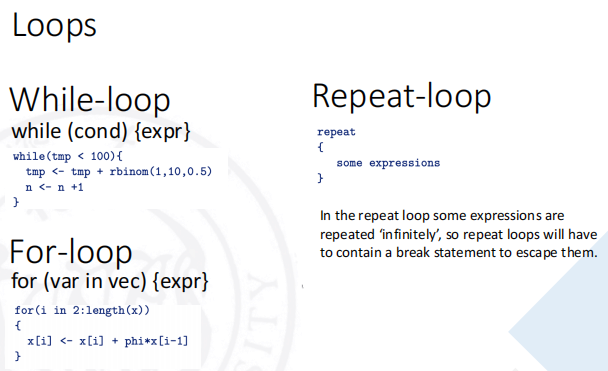 Loops
While-loop
while (cond) {expr}
while(tmp < 100){
tmp <- tmp + rbinom(1,10,0.5)
n <- n +1
}
For-loop
for (var in vec) {expr}
for(i in 2:length(x))
{
x[i] <- x[i] + phi*x[i-1]
}
Repeat-loop
repeat
{
some expressions
}
In the repeat loop some expressions are
repeated ‘infinitely’, so repeat loops will have
to contain a break statement to escape them.